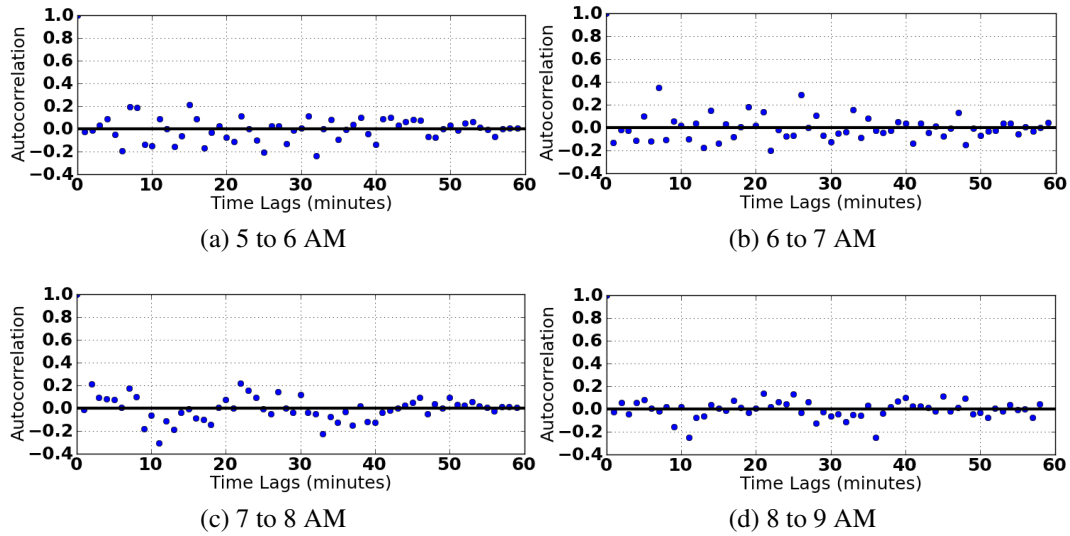 1.0
0.8
0.6
0.4
0.2
0.0
−0.2
−0.4
Autocorrelation
0 10 20 30 40 50 60
Time Lags (minutes)
(a) 5 to 6 AM
1.0
0.8
0.6
0.4
0.2
0.0
−0.2
−0.4
Autocorrelation
0 10 20 30 40 50 60
Time Lags (minutes)
(b) 6 to 7 AM
1.0
0.8
0.6
0.4
0.2
0.0
−0.2
−0.4
Autocorrelation
0 10 20 30 40 50 60
Time Lags (minutes)
(c) 7 to 8 AM
1.0
0.8
0.6
0.4
0.2
0.0
−0.2
−0.4
Autocorrelation
0 10 20 30 40 50 60
Time Lags (minutes)
(d) 8 to 9 AM